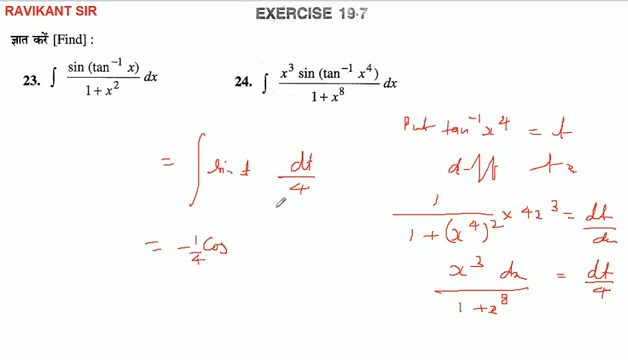 RAVIKANT SIR
EXERCISE 19·7
ज्ञात करें [Find] :
23. ∫ sin (tan⁻¹ x) / 1 + x² dx
24. ∫ x³ sin (tan⁻¹ x⁴) / 1 + x⁸ dx
Put tan⁻¹ x⁴ = t
= ∫ sin t dt/4
1 / 1 + (x⁴)² × 4x³ = dt/dx
= -1/4 cos
x³ dx / 1 + x⁸ = dt/4